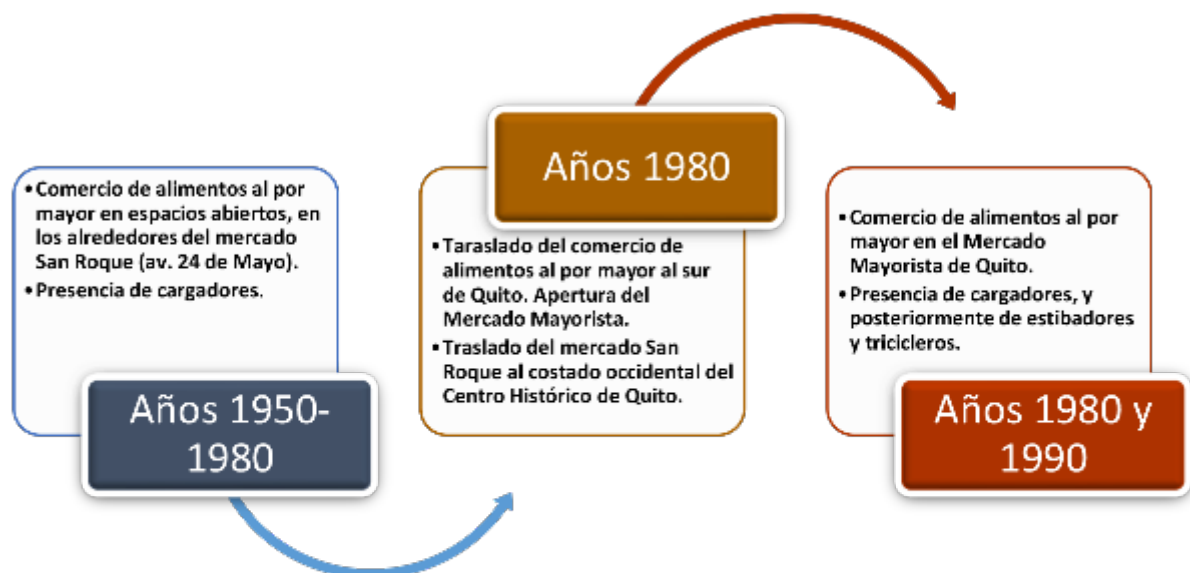 •Comercio de alimentos al por
mayor en espacios abiertos, en
los alrededores del mercado
San Roque (av. 24 de Mayo).
•Presencia de cargadores.
Años 1950-
1980
Años 1980
•Taraslado del comercio de
alimentos al por mayor al sur
de Quito. Apertura del
Mercado Mayorista.
•Traslado del mercado San
Roque al costado occidental del
Centro Histórico de Quito.
•Comercio de alimentos al por
mayor en el Mercado
Mayorista de Quito.
•Presencia de cargadores, y
posteriormente de estibadores
y tricicleros.
Años 1980 y
1990